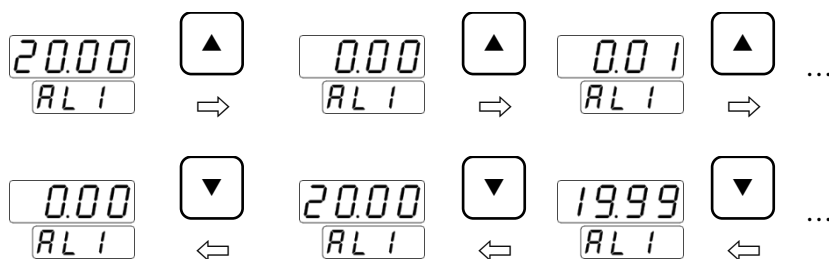 20.00 ▲ 0.00 ▲ 0.01 ▲ ...
AL1 ⇨ AL1 ⇨ AL1 ⇨
0.00 ▼ 20.00 ▼ 19.99 ▼ ...
AL1 ⇦ AL1 ⇦ AL1 ⇦